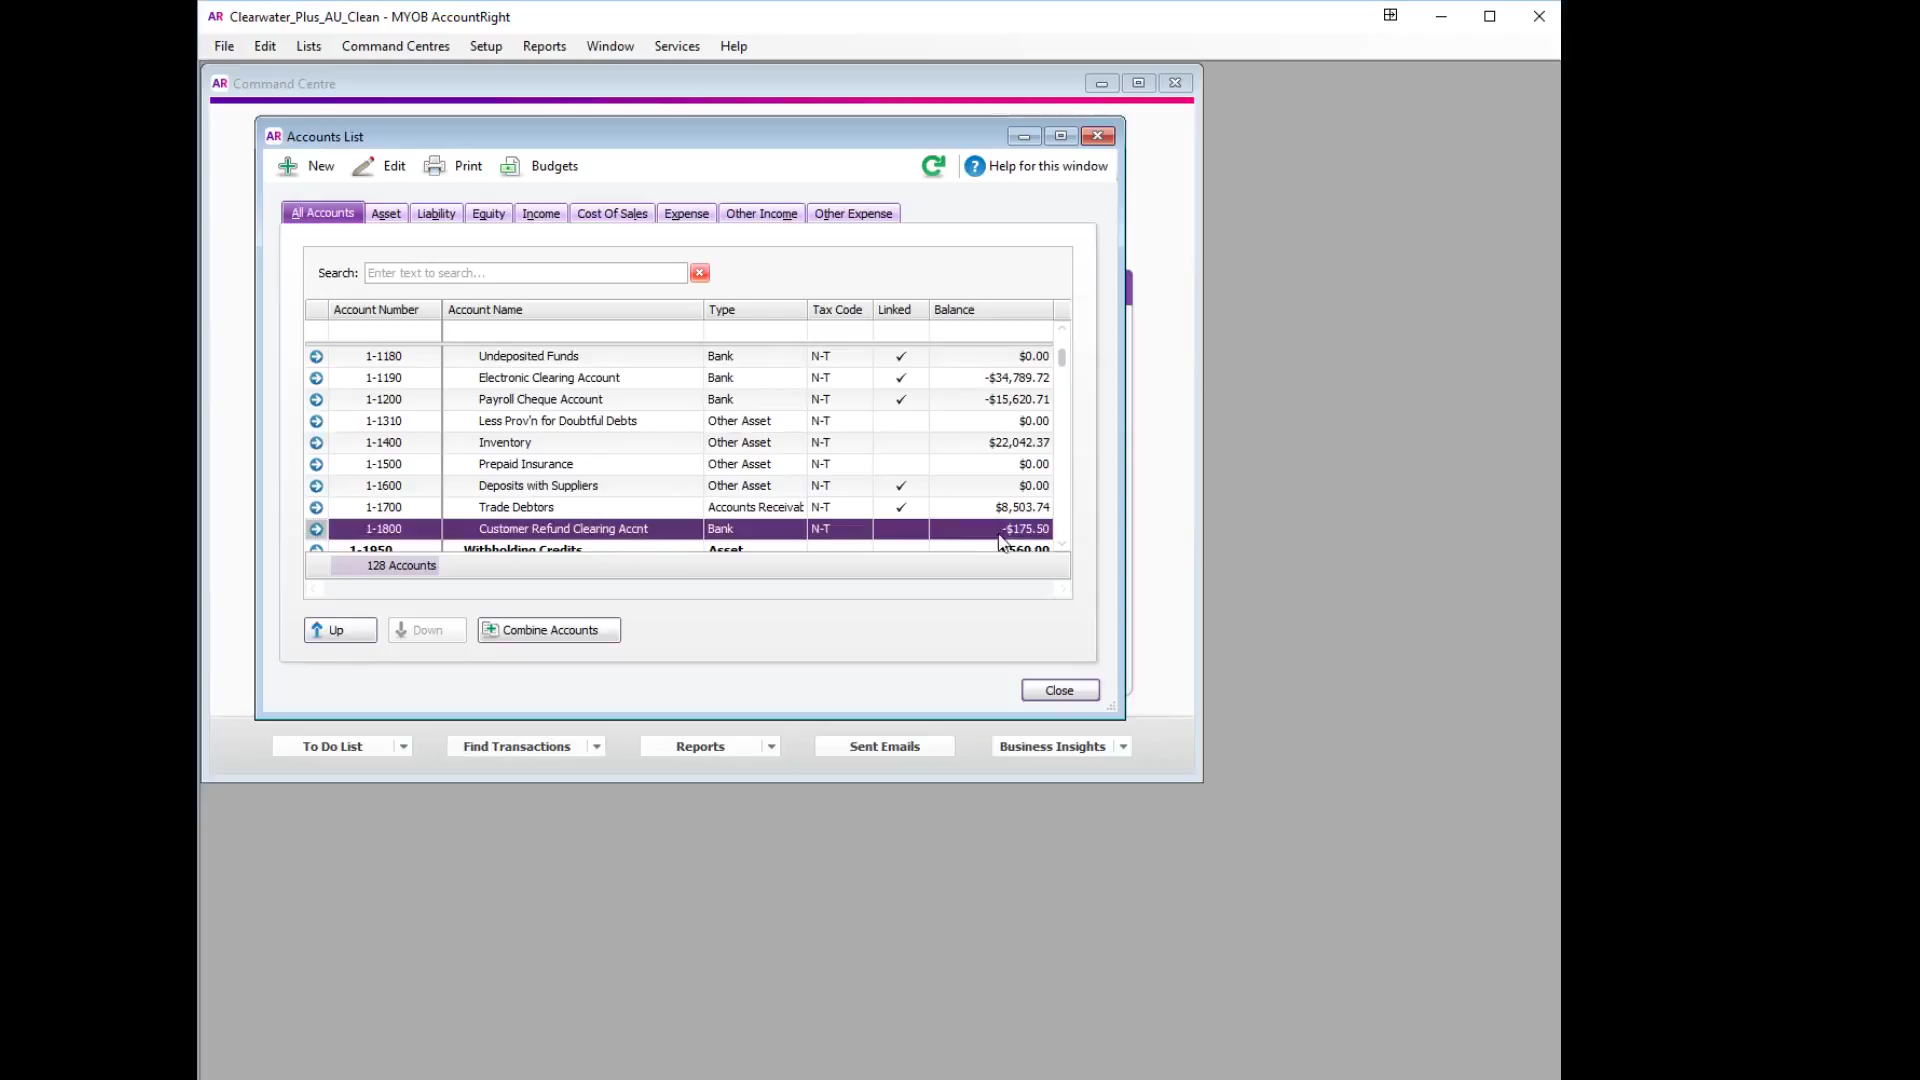 AR Clearwater_Plus_AU_Clean - MYOB AccountRight
File Edit Lists Command Centres Setup Reports Window Services Help
AR Command Centre
AR Accounts List
New Edit Print Budgets ? Help for this window
All Accounts Asset Liability Equity Income Cost Of Sales Expense Other Income Other Expense
Search: Enter text to search...
Account Number Account Name Type Tax Code Linked Balance
1-1180 Undeposited Funds Bank N-T ✓ $0.00
1-1190 Electronic Clearing Account Bank N-T ✓ -$34,789.72
1-1200 Payroll Cheque Account Bank N-T ✓ -$15,620.71
1-1310 Less Prov'n for Doubtful Debts Other Asset N-T $0.00
1-1400 Inventory Other Asset N-T $22,042.37
1-1500 Prepaid Insurance Other Asset N-T $0.00
1-1600 Deposits with Suppliers Other Asset N-T ✓ $0.00
1-1700 Trade Debtors Accounts Receivat N-T ✓ $8,503.74
1-1800 Customer Refund Clearing Accnt Bank N-T -$175.50
1-1950 Withholding Credits Asset
128 Accounts
Up Down Combine Accounts
Close
To Do List Find Transactions Reports Sent Emails Business Insights